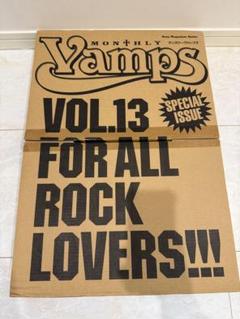 MONTHLY
Vamps
SPECIAL
ISSUE
VOL.13
FOR ALL
ROCK
LOVERS!!!